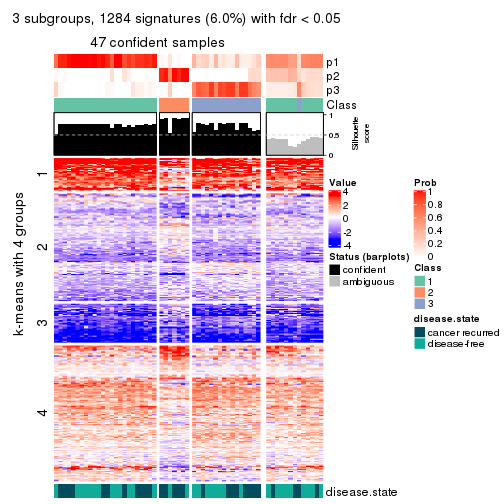 3 subgroups, 1284 signatures (6.0%) with fdr < 0.05
47 confident samples
p1
p2
p3
Class
1
0.5
0
Silhouette
score
k-means with 4 groups
1
2
3
4
disease.state
Value
4
2
0
-2
-4
Status (barplots)
confident
ambiguous
Prob
1
0.8
0.6
0.4
0.2
0
Class
1
2
3
disease.state
cancer recurred
disease-free